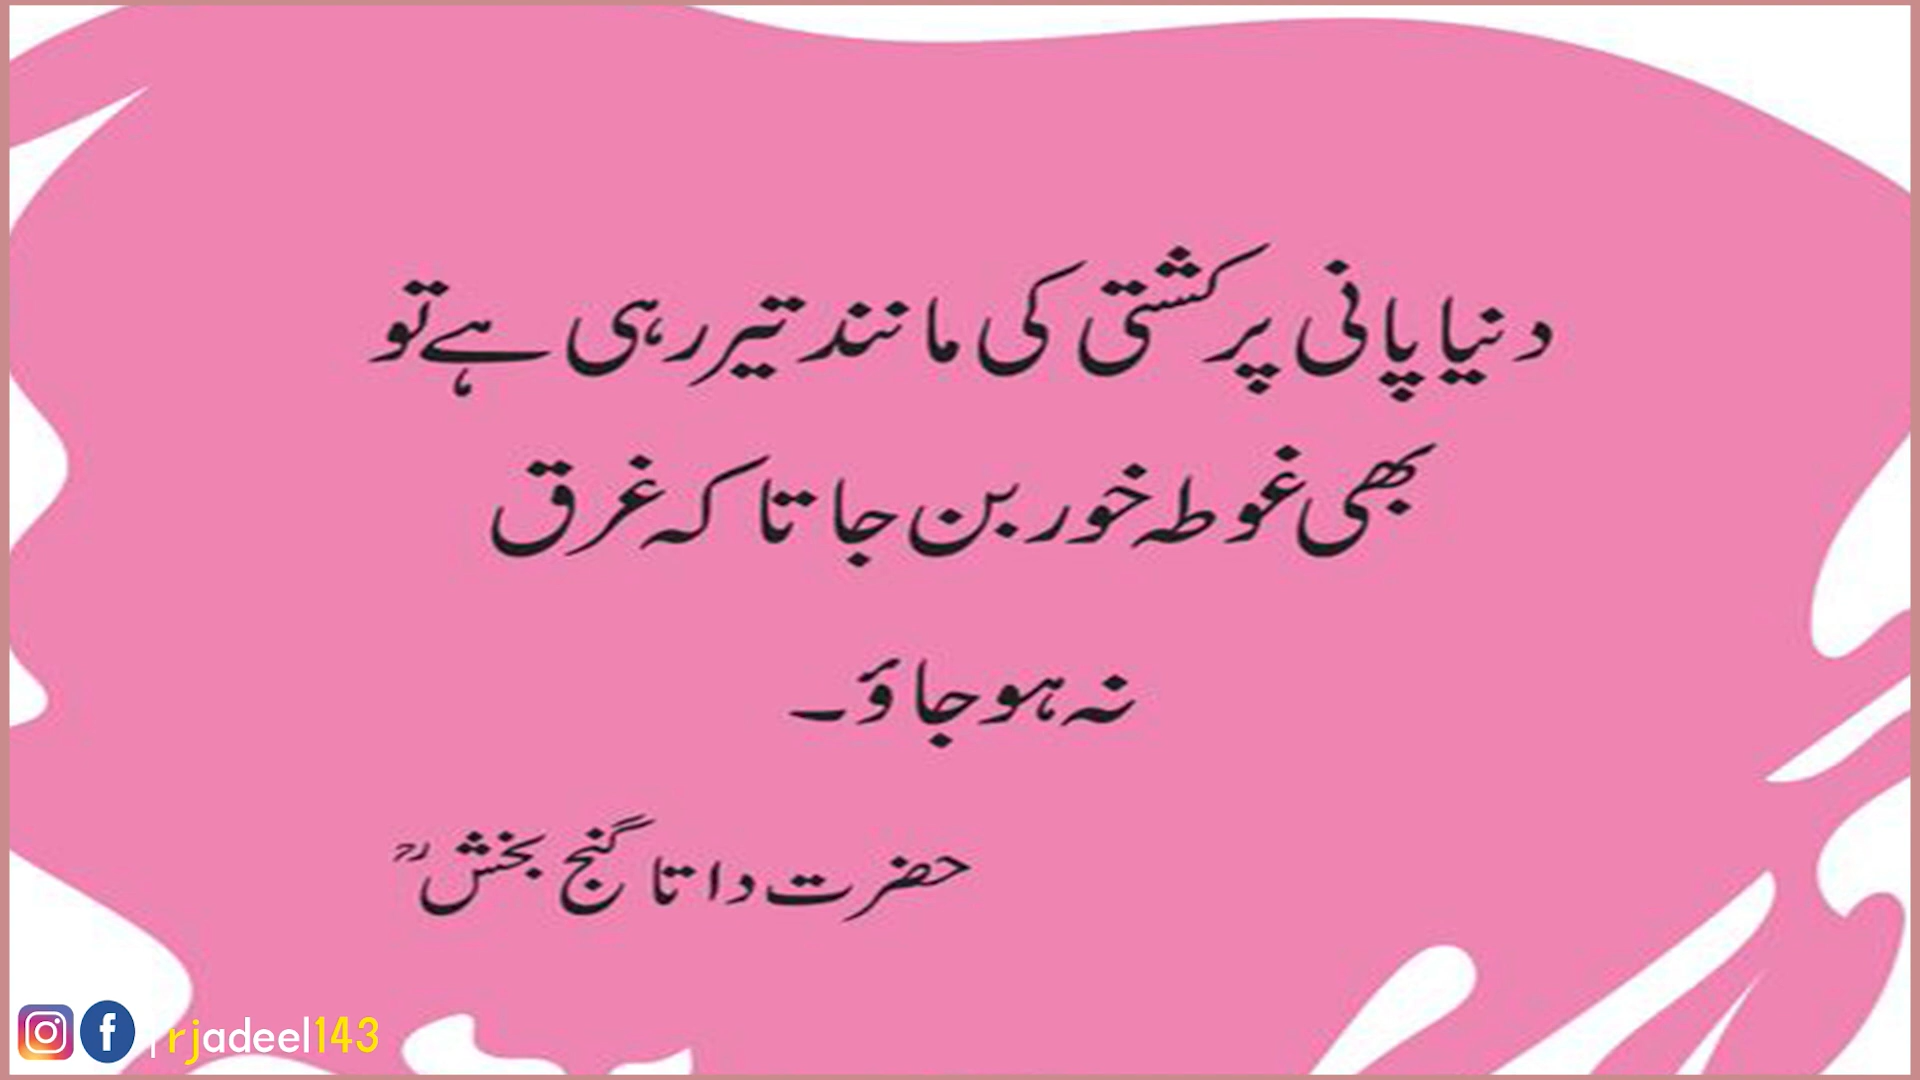 دنیا پانی پر کشتی کی مانند تیر رہی ہے تو
بھی غوطہ خور بن جا تا کہ غرق
نہ ہو جاؤ۔
حضرت داتا گنج بخشؒ
rjadeel143